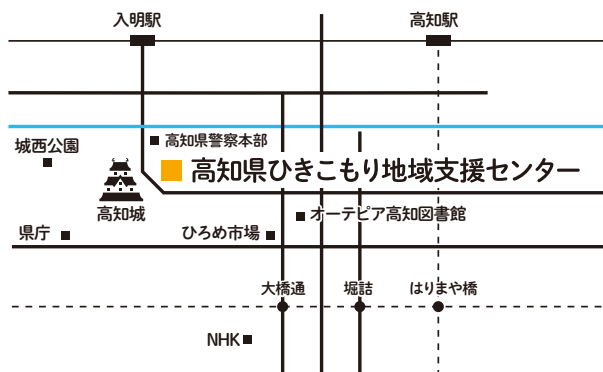 入明駅
高知駅
高知県警察本部
城西公園
高知県ひきこもり地域支援センター
高知城
オーテピア高知図書館
県庁
ひろめ市場
大橋通
堀詰
はりまや橋
NHK